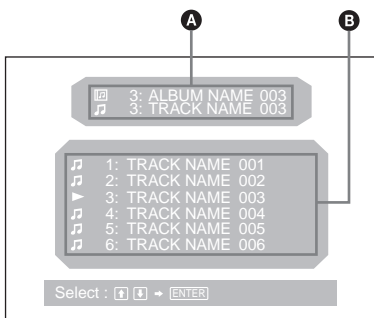 A B
3: ALBUM NAME 003
3: TRACK NAME 003
1: TRACK NAME 001
2: TRACK NAME 002
3: TRACK NAME 003
4: TRACK NAME 004
5: TRACK NAME 005
6: TRACK NAME 006
Select : ↑ ↓ → ENTER